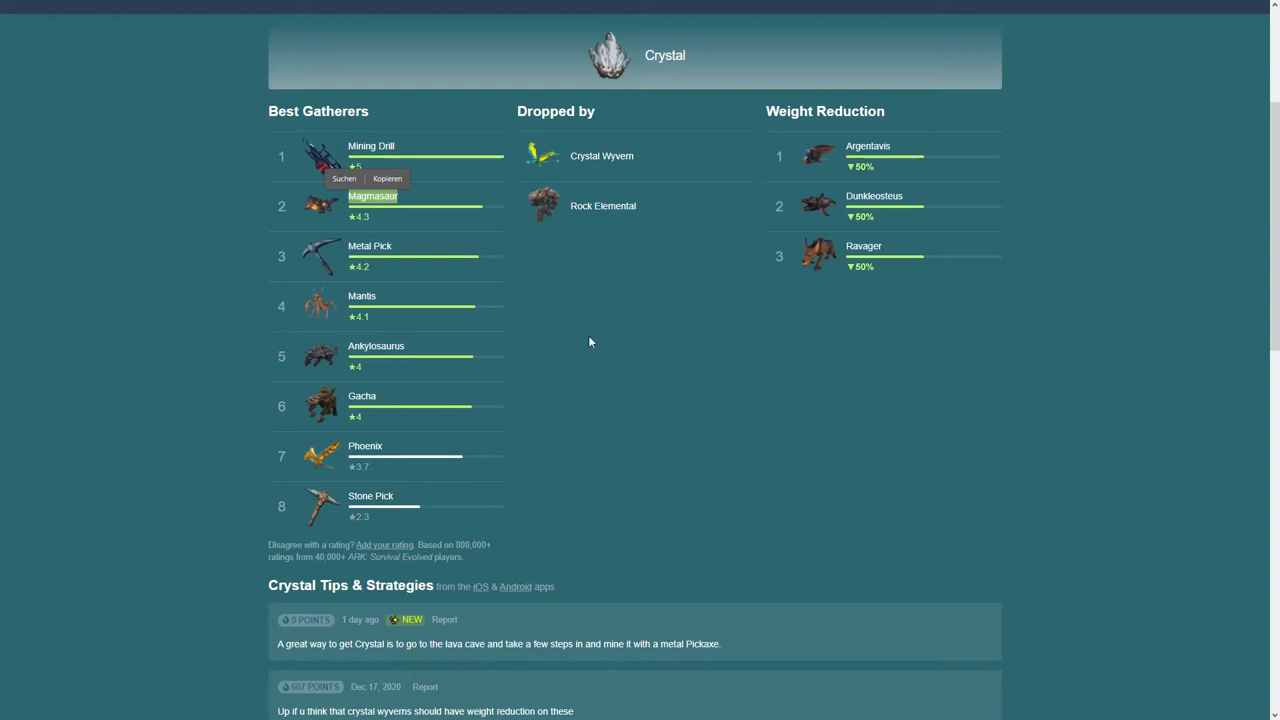 Crystal
Best Gatherers
1
Mining Drill
★5
Suchen
Kopieren
2
Magmasaur
★4.3
3
Metal Pick
★4.2
4
Mantis
★4.1
5
Ankylosaurus
★4
6
Gacha
★4
7
Phoenix
★3.7
8
Stone Pick
★2.3
Disagree with a rating? Add your rating. Based on 800,000+
ratings from 40,000+ ARK: Survival Evolved players.
Dropped by
Crystal Wyvern
Rock Elemental
Weight Reduction
1
Argentavis
▼50%
2
Dunkleosteus
▼50%
3
Ravager
▼50%
Crystal Tips & Strategies from the iOS & Android apps
0 POINTS 1 day ago NEW Report
A great way to get Crystal is to go to the lava cave and take a few steps in and mine it with a metal Pickaxe.
607 POINTS Dec 17, 2020 Report
Up if u think that crystal wyverns should have weight reduction on these